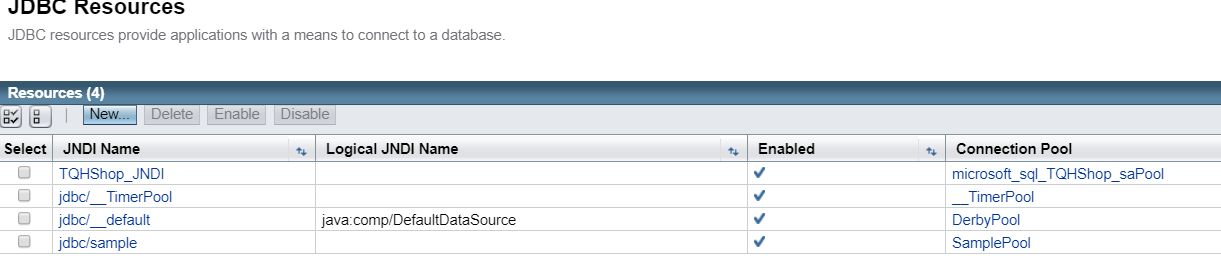 JDBC Resources
JDBC resources provide applications with a means to connect to a database.
Resources (4)
New... Delete Enable Disable
Select JNDI Name Logical JNDI Name Enabled Connection Pool
TQHShop_JNDI microsoft_sql_TQHShop_saPool
jdbc/__TimerPool __TimerPool
jdbc/__default java:comp/DefaultDataSource DerbyPool
jdbc/sample SamplePool